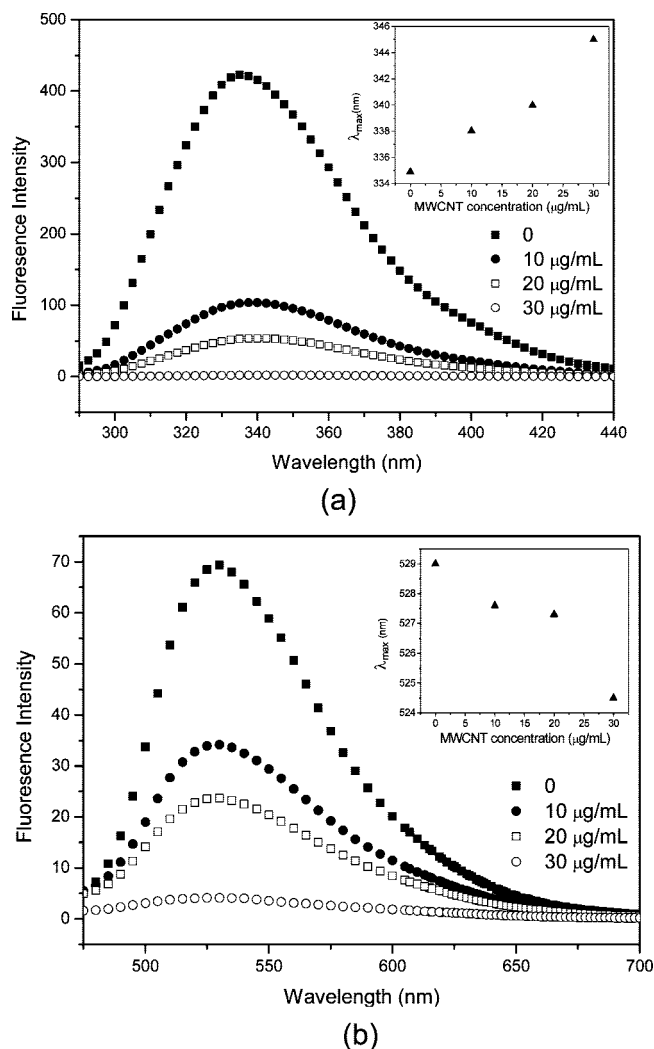 500
400
300
200
100
0
Fluoresence Intensity
300 320 340 360 380 400 420 440
Wavelength (nm)
346
344
342
340
338
336
334
λmax(nm)
0 5 10 15 20 25 30
MWCNT concentration (μg/mL)
0
10 μg/mL
20 μg/mL
30 μg/mL
(a)
70
60
50
40
30
20
10
0
Fluoresence Intensity
500 550 600 650 700
Wavelength (nm)
529
528
527
526
525
524
λmax (nm)
0 5 10 15 20 25 30
MWCNT concentration (μg/mL)
0
10 μg/mL
20 μg/mL
30 μg/mL
(b)